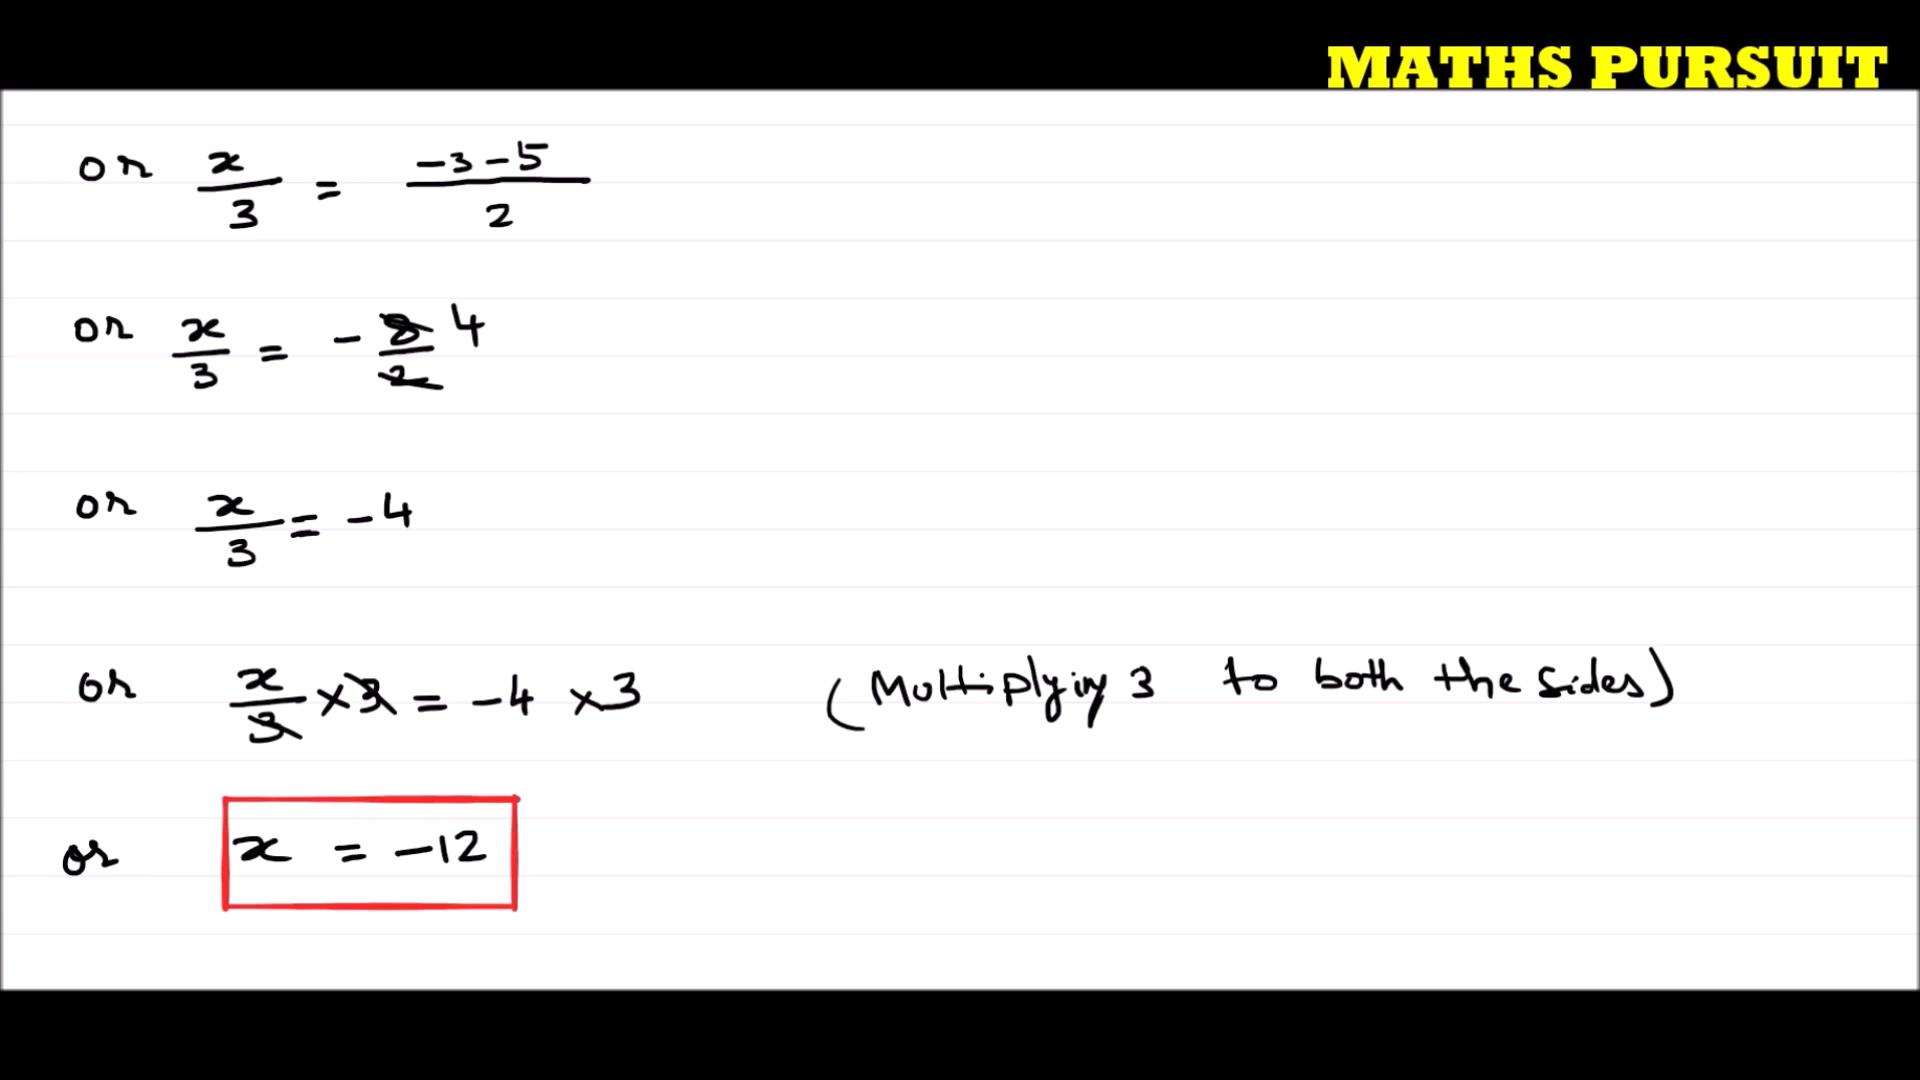 MATHS PURSUIT
or x/3 = -3-5/2
or x/3 = -8/2 4
or x/3 = -4
or x/3 ×3 = -4 ×3 (Multiplying 3 to both the sides)
or x = -12